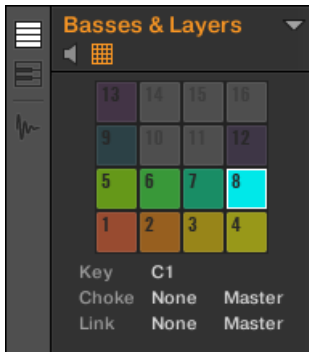 Basses & Layers
13 14 15 16
9 10 11 12
5 6 7 8
1 2 3 4
Key C1
Choke None Master
Link None Master